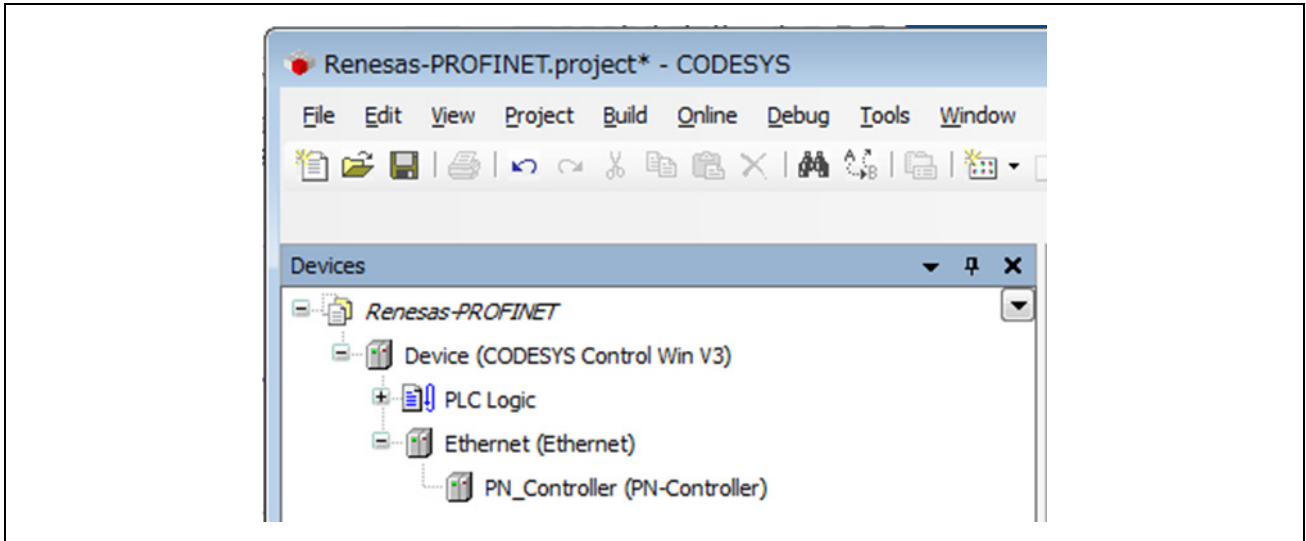 Renesas-PROFINET.project* - CODESYS
File Edit View Project Build Online Debug Tools Window
Devices
Renesas-PROFINET
Device (CODESYS Control Win V3)
PLC Logic
Ethernet (Ethernet)
PN_Controller (PN-Controller)